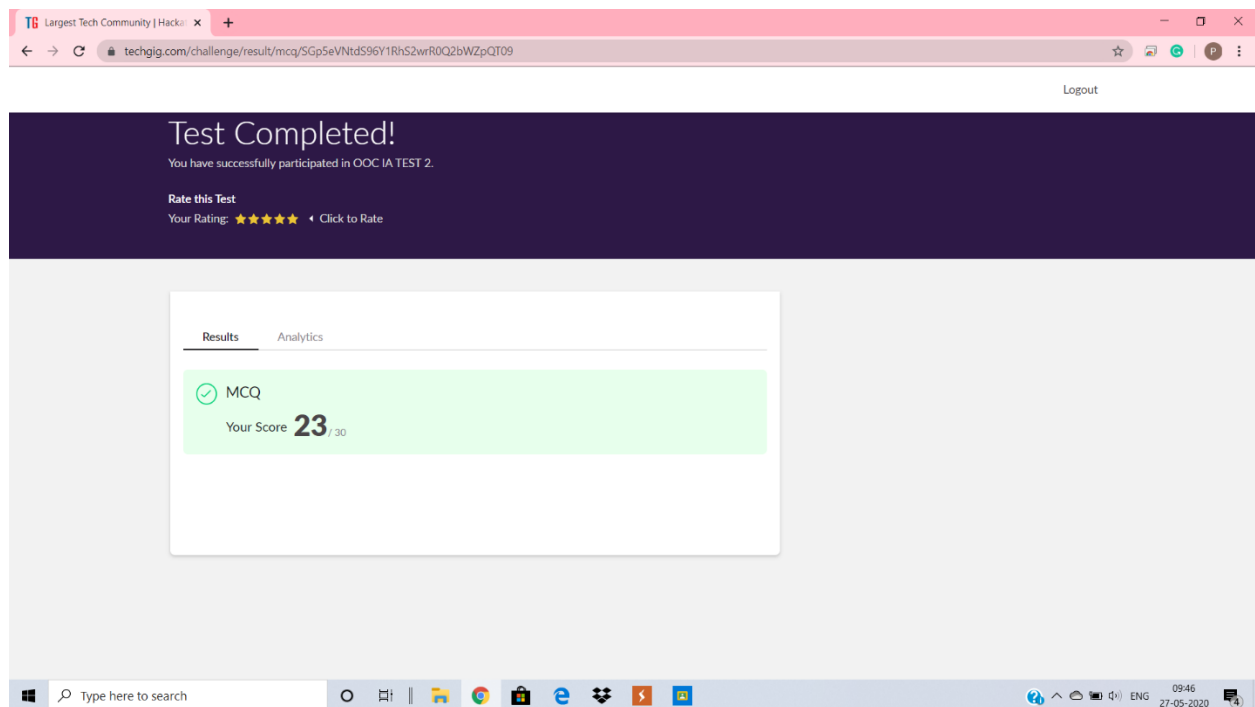 TG Largest Tech Community | Hacka
techgig.com/challenge/result/mcq/SGp5eVNtdS96Y1RhS2wrR0Q2bWZpQT09
P
Logout
Test Completed!
You have successfully participated in OOC IA TEST 2.
Rate this Test
Your Rating: Click to Rate
Results Analytics
MCQ
Your Score 23 / 30
Type here to search
ENG
09:46
27-05-2020
4